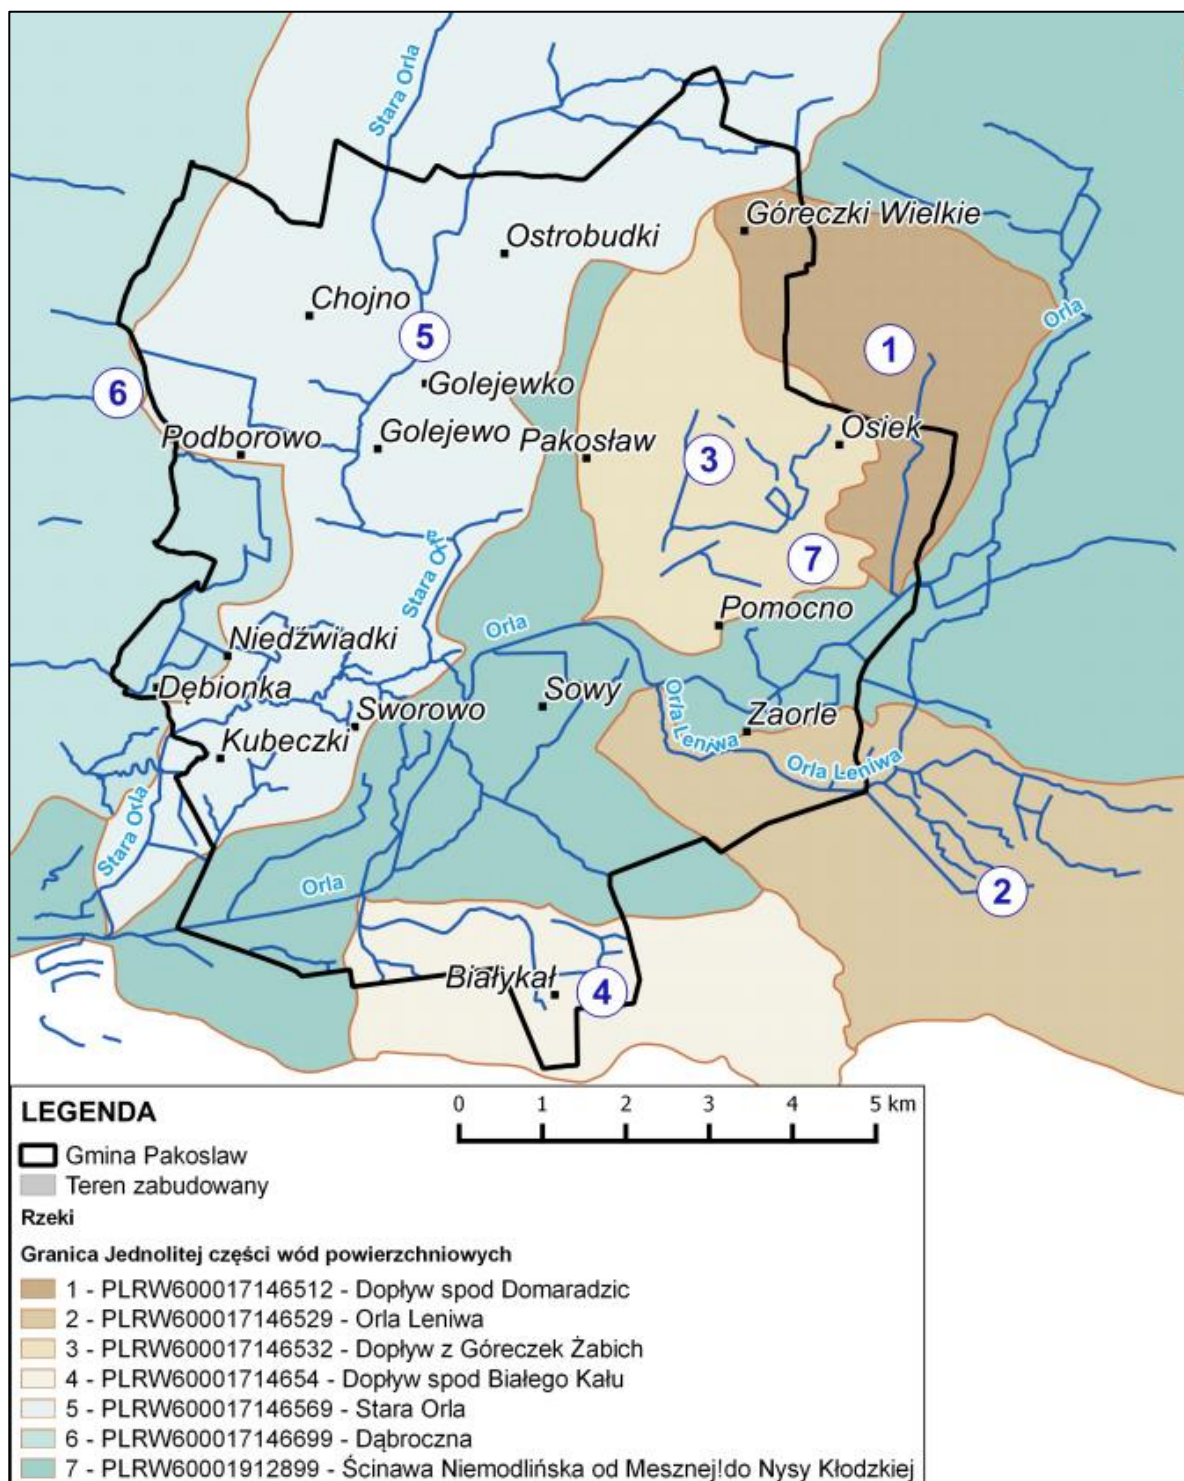 Stara Orla
Góreczki Wielkie
Ostrobudki
Chojno
Orla
5
1
6
Golejewko
Podborowo
Golejewo
Pakosław
3
Osiek
Stara Orla
7
Orla
Pomocno
Niedźwiadki
Dębionka
Sowy
Orla Leniwa
Zaorle
Sworowo
Kubeczki
Orla Leniwa
Stara Orla
Orla
2
Białykał
4
LEGENDA
0 1 2 3 4 5 km
Gmina Pakoslaw
Teren zabudowany
Rzeki
Granica Jednolitej części wód powierzchniowych
1 - PLRW600017146512 - Dopływ spod Domaradzic
2 - PLRW600017146529 - Orla Leniwa
3 - PLRW600017146532 - Dopływ z Góreczek Żabich
4 - PLRW60001714654 - Dopływ spod Białego Kału
5 - PLRW600017146569 - Stara Orla
6 - PLRW600017146699 - Dąbroczna
7 - PLRW60001912899 - Ścinawa Niemodlińska od Mesznej!do Nysy Kłodzkiej